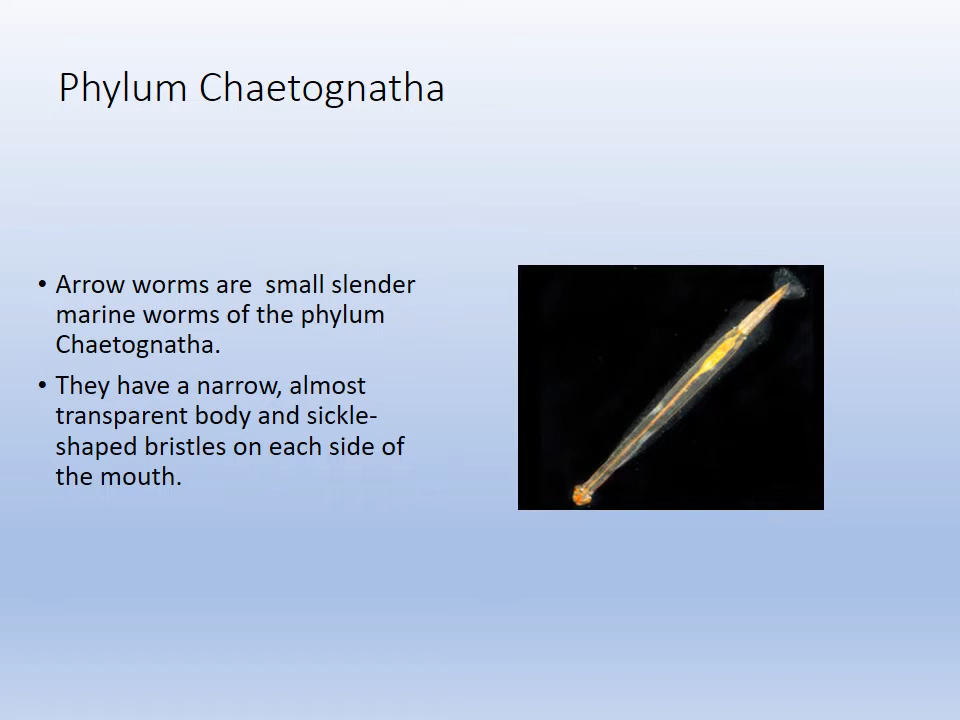 Phylum Chaetognatha
• Arrow worms are  small slender
marine worms of the phylum
Chaetognatha.
• They have a narrow, almost
transparent body and sickle-
shaped bristles on each side of
the mouth.